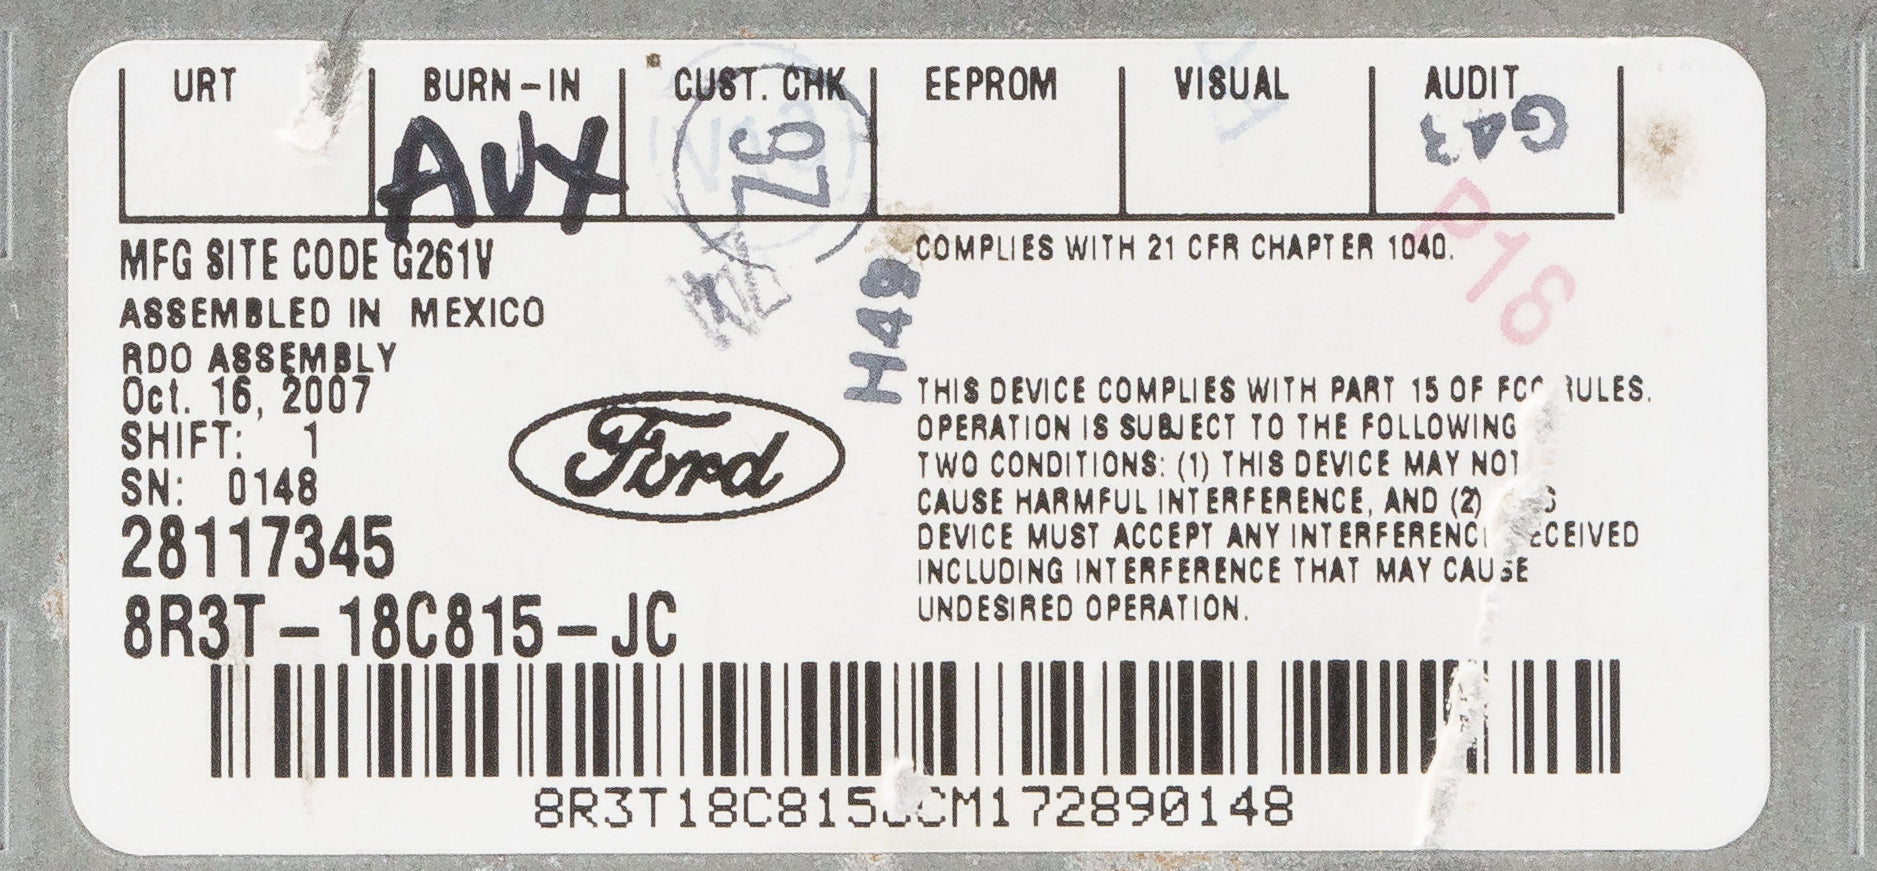 URT BURN-IN CUST. CHK EEPROM VISUAL AUDIT
AUX
76
G43
P18
H49
MFG SITE CODE G261V
ASSEMBLED IN MEXICO
RDO ASSEMBLY
Oct. 16, 2007
SHIFT: 1
SN: 0148
28117345
8R3T-18C815-JC
Ford
COMPLIES WITH 21 CFR CHAPTER 1040.
THIS DEVICE COMPLIES WITH PART 15 OF FCC RULES.
OPERATION IS SUBJECT TO THE FOLLOWING
TWO CONDITIONS: (1) THIS DEVICE MAY NOT
CAUSE HARMFUL INTERFERENCE, AND (2)
DEVICE MUST ACCEPT ANY INTERFERENCE RECEIVED
INCLUDING INTERFERENCE THAT MAY CAUSE
UNDESIRED OPERATION.
8R3T18C815JCM172890148